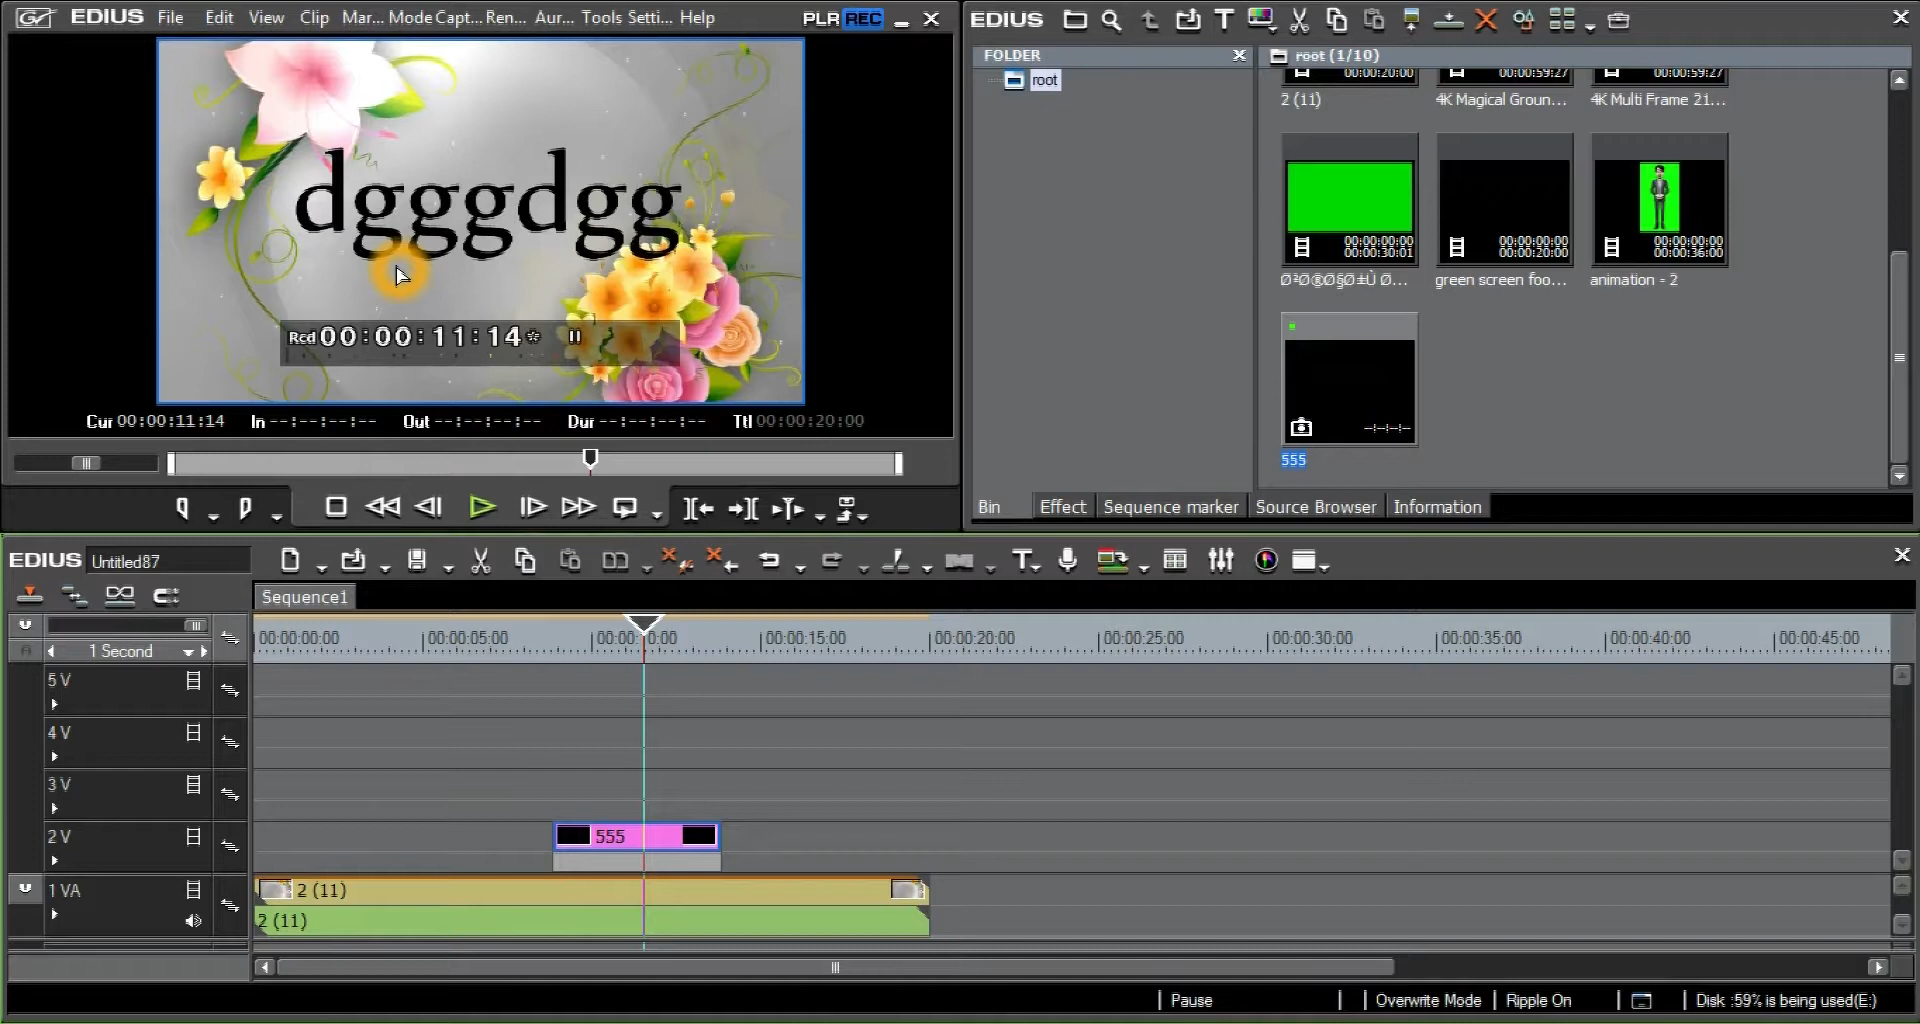 EDIUS File Edit View Clip Mar... Mode Capt... Ren... Aur... Tools Setti... Help PLR REC
dgggdgg
Rcd 00:00:11:14
Cur 00:00:11:14 In --:--:--:-- Out --:--:--:-- Dur --:--:--:-- Ttl 00:00:20:00
EDIUS
FOLDER
root
root (1/10)
00:00:20:00 00:00:59:27 00:00:59:27
2 (11) 4K Magical Groun... 4K Multi Frame 21...
00:00:00:00 00:00:00:00 00:00:00:00
00:00:30:01 00:00:20:00 00:00:36:00
Ø²Ø®Ø§Ø±Ù Ø... green screen foo... animation - 2
--:--:--:--
555
Bin Effect Sequence marker Source Browser Information
EDIUS Untitled87
Sequence1
00:00:00:00 00:00:05:00 00:00:10:00 00:00:15:00 00:00:20:00 00:00:25:00 00:00:30:00 00:00:35:00 00:00:40:00 00:00:45:00
1 Second
5 V
4 V
3 V
2 V 555
1 VA 2 (11)
2 (11)
Pause Overwrite Mode Ripple On Disk :59% is being used(E:)